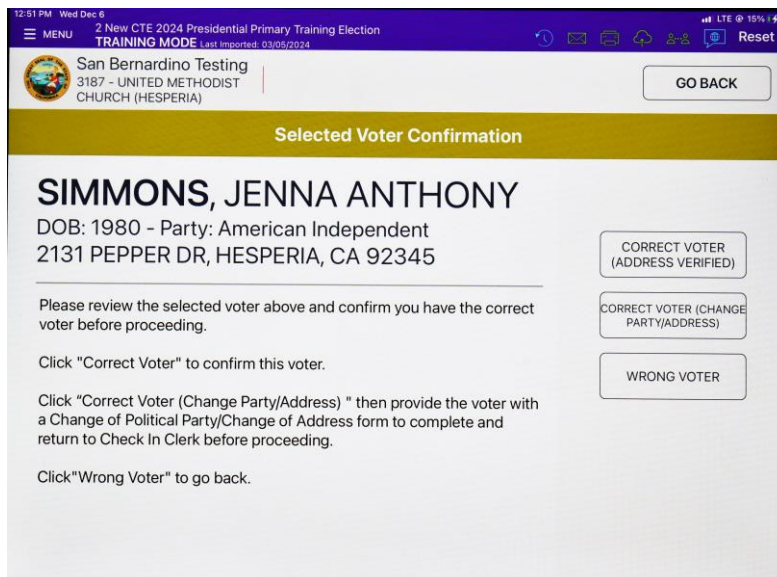 12:51 PM Wed Dec 6
LTE 15%
MENU
2 New CTE 2024 Presidential Primary Training Election
TRAINING MODE Last Imported: 03/05/2024
Reset
San Bernardino Testing
3187 - UNITED METHODIST
CHURCH (HESPERIA)
GO BACK
Selected Voter Confirmation
SIMMONS, JENNA ANTHONY
DOB: 1980 - Party: American Independent
2131 PEPPER DR, HESPERIA, CA 92345
Please review the selected voter above and confirm you have the correct
voter before proceeding.
Click "Correct Voter" to confirm this voter.
Click “Correct Voter (Change Party/Address) " then provide the voter with
a Change of Political Party/Change of Address form to complete and
return to Check In Clerk before proceeding.
Click"Wrong Voter" to go back.
CORRECT VOTER
(ADDRESS VERIFIED)
CORRECT VOTER (CHANGE
PARTY/ADDRESS)
WRONG VOTER